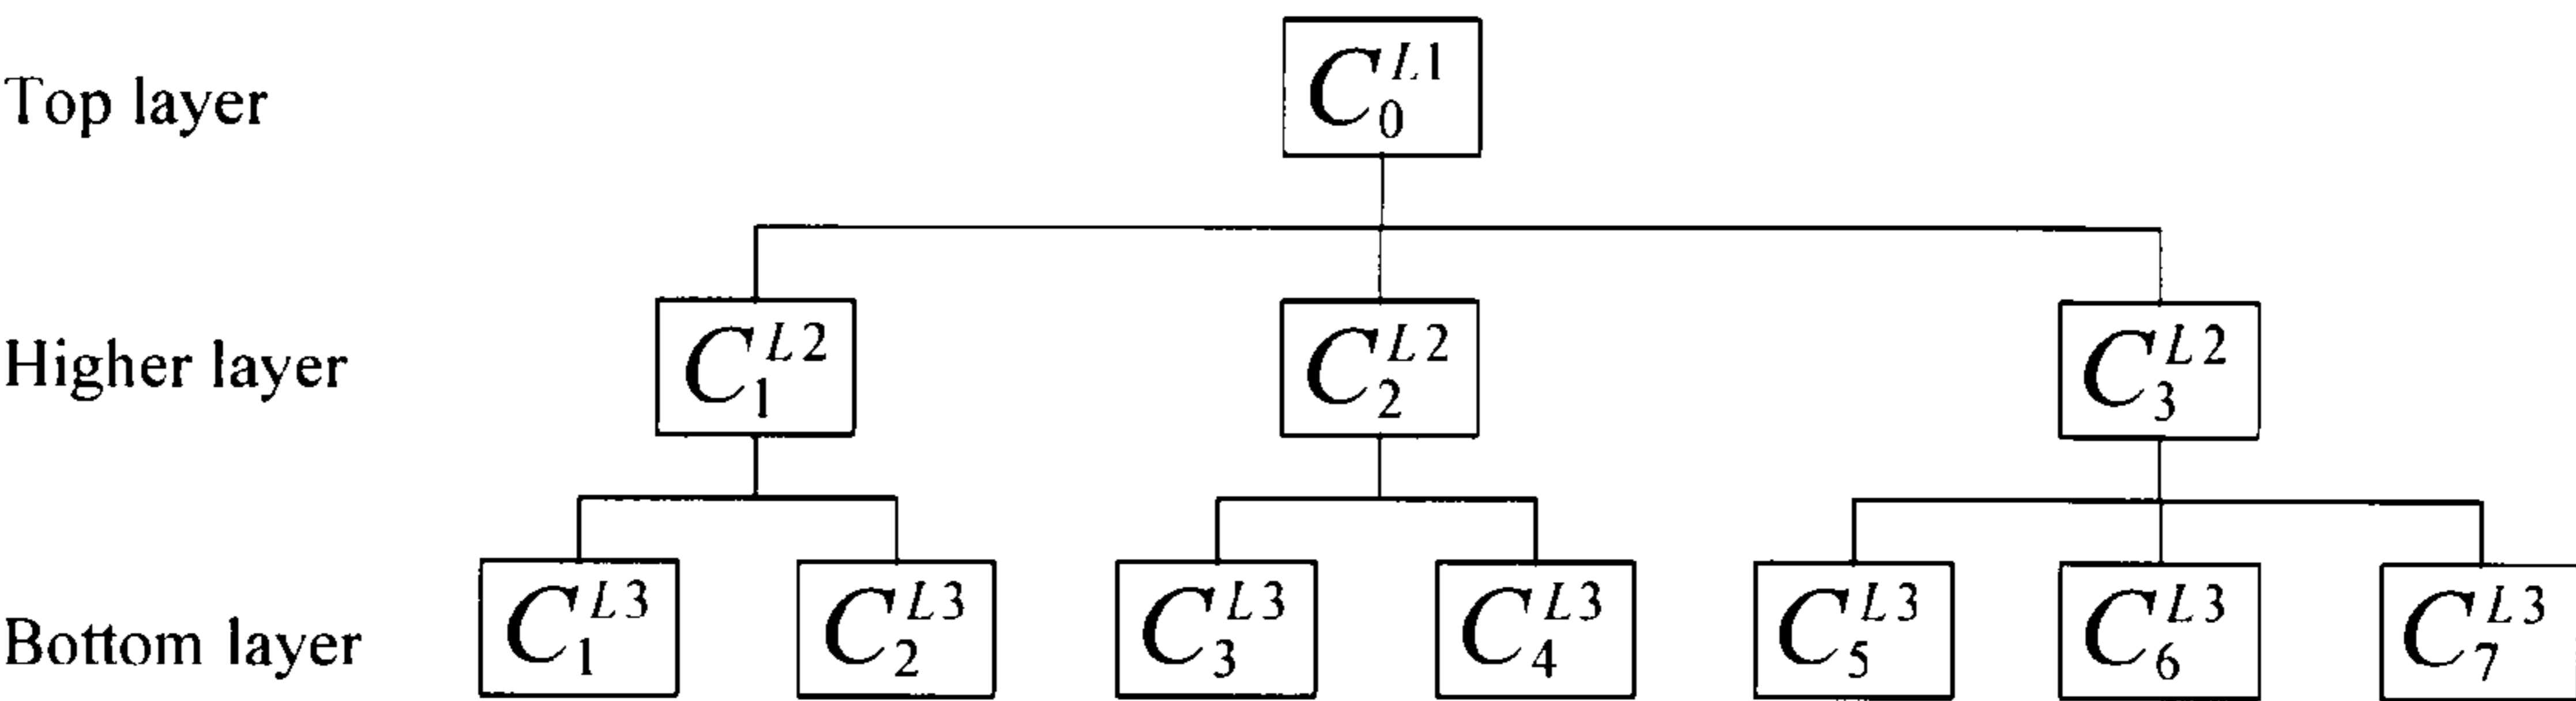 Top layer C_0^{L1}
Higher layer C_1^{L2} C_2^{L2} C_3^{L2}
Bottom layer C_1^{L3} C_2^{L3} C_3^{L3} C_4^{L3} C_5^{L3} C_6^{L3} C_7^{L3}